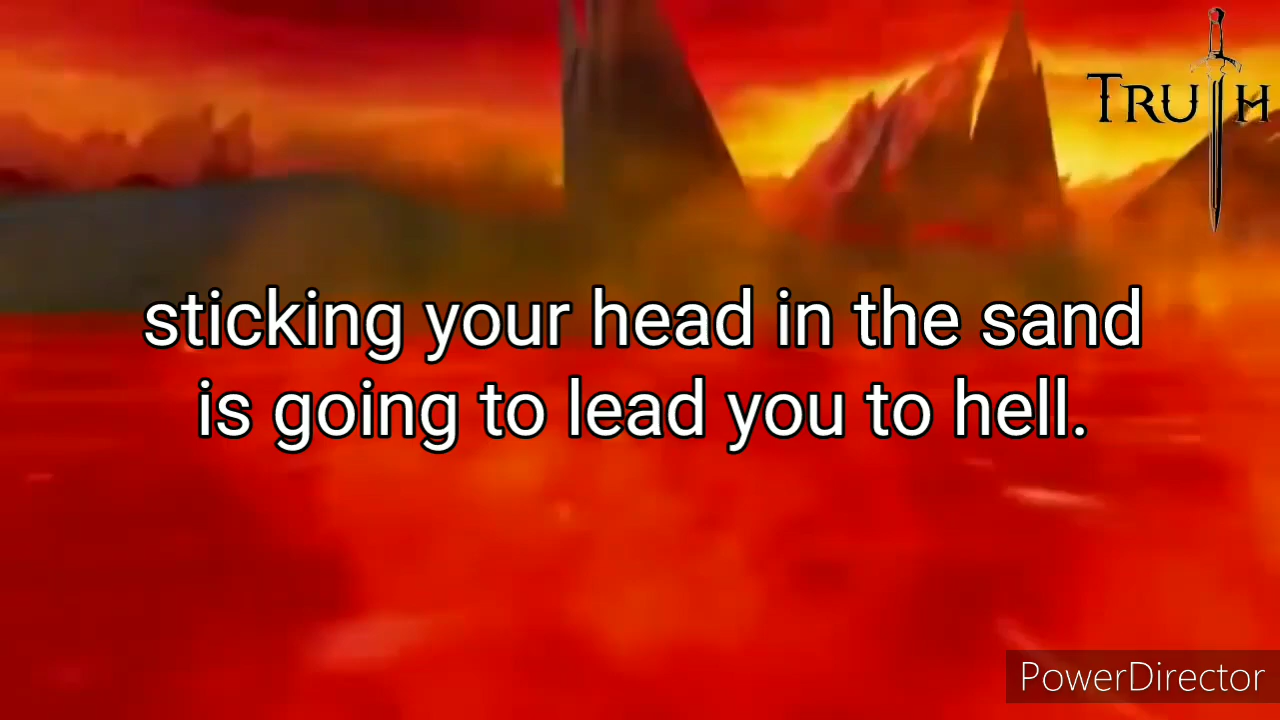 TRUTH
sticking your head in the sand
is going to lead you to hell.
PowerDirector